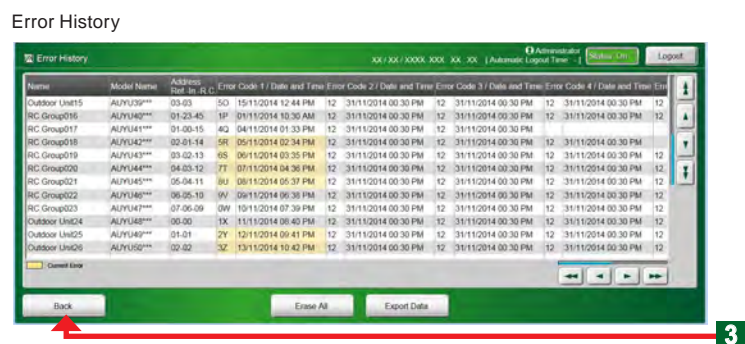 Error History
Error History
XX / XX / XXXX XXX XX XX [Automatic Logout Time -]
Administrator
Status: On
Logout
Name Model Name Address Ref.-In.-R.C. Error Code 1 / Date and Time Error Code 2 / Date and Time Error Code 3 / Date and Time Error Code 4 / Date and Time Err
Outdoor Unit15 AUYU39*** 03-03 5O 15/11/2014 12:44 PM 12 31/11/2014 00:30 PM 12 31/11/2014 00:30 PM 12 31/11/2014 00:30 PM 12
RC Group016 AUYU40*** 01-23-45 1P 01/11/2014 10:30 AM 12 31/11/2014 00:30 PM 12 31/11/2014 00:30 PM 12 31/11/2014 00:30 PM 12
RC Group017 AUYU41*** 01-00-15 4Q 04/11/2014 01:33 PM 12 31/11/2014 00:30 PM 12 31/11/2014 00:30 PM
RC Group018 AUYU42*** 02-01-14 5R 05/11/2014 02:34 PM 12 31/11/2014 00:30 PM 12 31/11/2014 00:30 PM 12 31/11/2014 00:30 PM
RC Group019 AUYU43*** 03-02-13 6S 06/11/2014 03:35 PM 12 31/11/2014 00:30 PM 12 31/11/2014 00:30 PM 12 31/11/2014 00:30 PM 12
RC Group020 AUYU44*** 04-03-12 7T 07/11/2014 04:36 PM 12 31/11/2014 00:30 PM 12 31/11/2014 00:30 PM 12 31/11/2014 00:30 PM 12
RC Group021 AUYU45*** 05-04-11 8U 08/11/2014 05:37 PM 12 31/11/2014 00:30 PM 12 31/11/2014 00:30 PM 12 31/11/2014 00:30 PM 12
RC Group022 AUYU46*** 06-05-10 9V 09/11/2014 06:38 PM 12 31/11/2014 00:30 PM 12 31/11/2014 00:30 PM 12 31/11/2014 00:30 PM 12
RC Group023 AUYU47*** 07-06-09 0W 10/11/2014 07:39 PM 12 31/11/2014 00:30 PM 12 31/11/2014 00:30 PM 12 31/11/2014 00:30 PM 12
Outdoor Unit24 AUYU48*** 00-00 1X 11/11/2014 08:40 PM 12 31/11/2014 00:30 PM 12 31/11/2014 00:30 PM 12 31/11/2014 00:30 PM 12
Outdoor Unit25 AUYU49*** 01-01 2Y 12/11/2014 09:41 PM 12 31/11/2014 00:30 PM 12 31/11/2014 00:30 PM 12 31/11/2014 00:30 PM 12
Outdoor Unit26 AUYU50*** 02-02 3Z 13/11/2014 10:42 PM 12 31/11/2014 00:30 PM 12 31/11/2014 00:30 PM 12 31/11/2014 00:30 PM 12
Current Error
Back Erase All Export Data
3